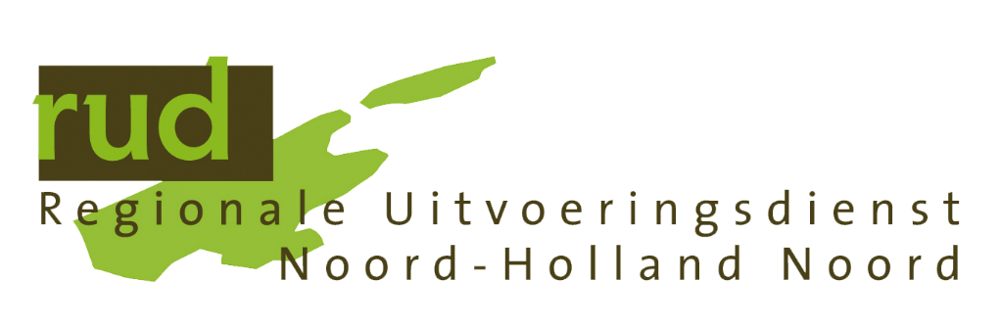 rud
Regionale Uitvoeringsdienst
Noord-Holland Noord